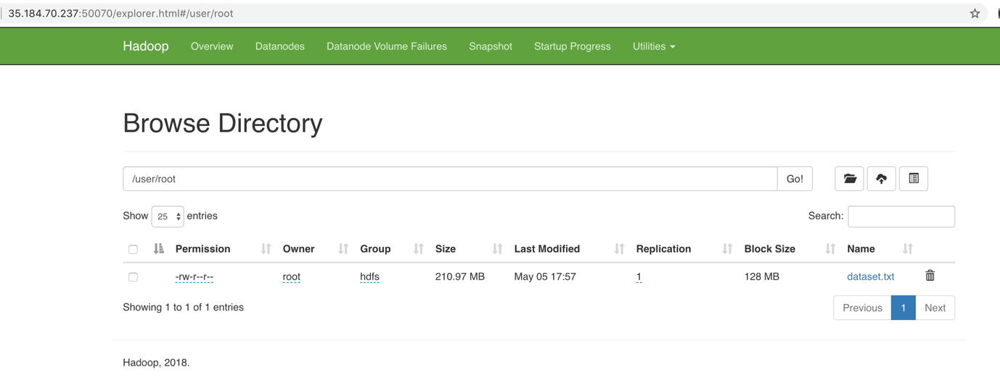 35.184.70.237:50070/explorer.html#/user/root
Hadoop Overview Datanodes Datanode Volume Failures Snapshot Startup Progress Utilities
Browse Directory
/user/root Go!
Show 25 entries Search:
Permission Owner Group Size Last Modified Replication Block Size Name
-rw-r--r-- root hdfs 210.97 MB May 05 17:57 1 128 MB dataset.txt
Showing 1 to 1 of 1 entries Previous 1 Next
Hadoop, 2018.